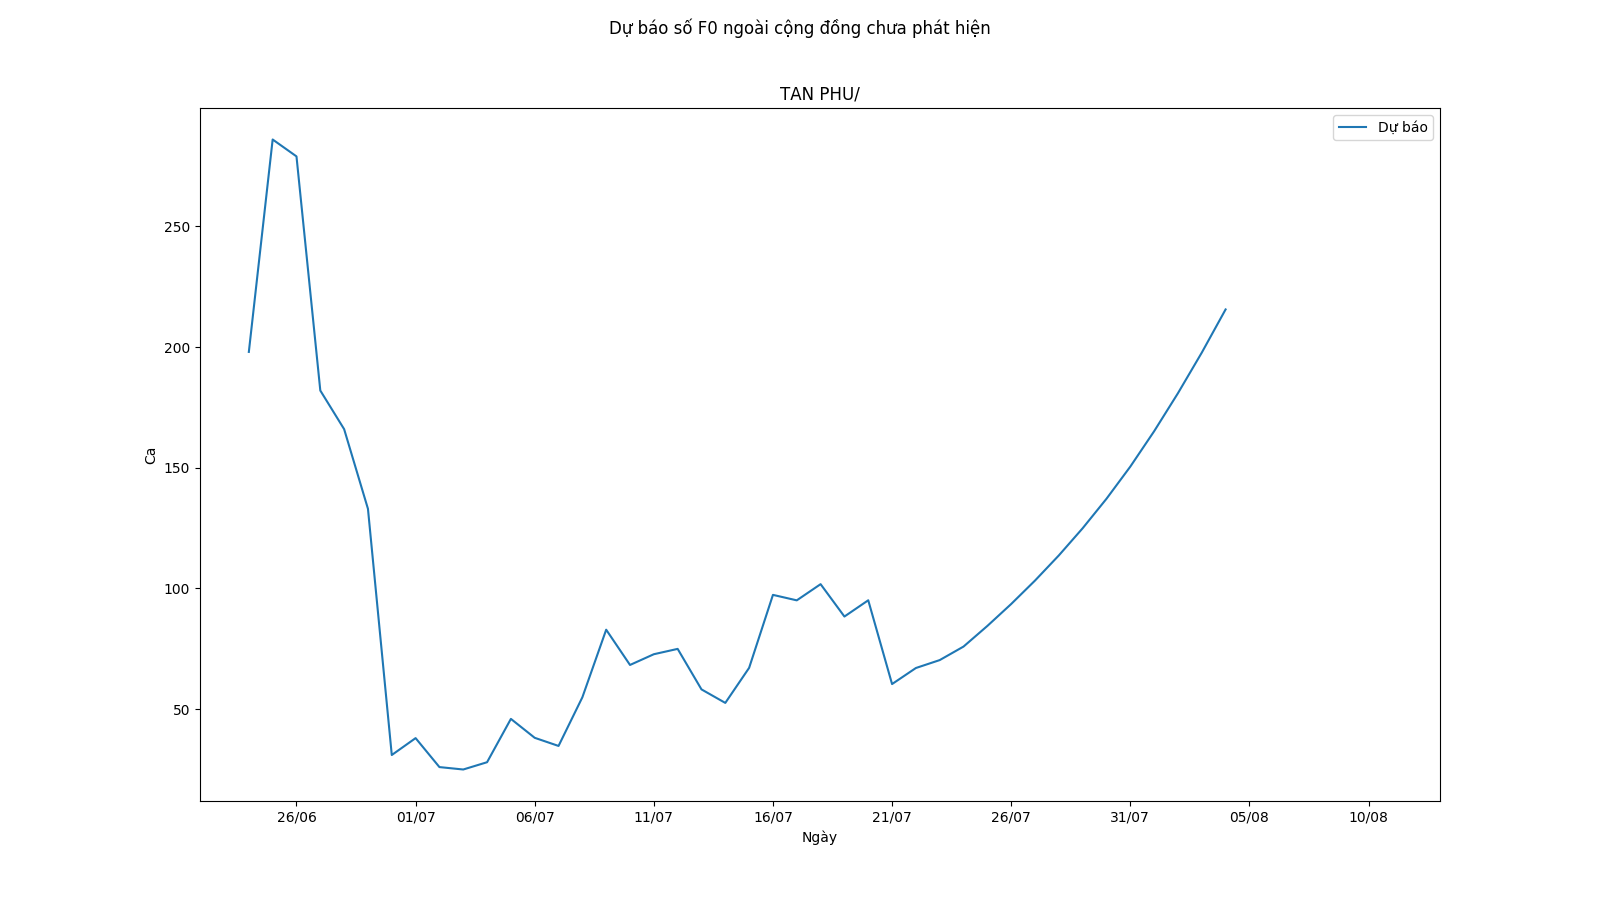 Dự báo số F0 ngoài cộng đồng chưa phát hiện
TAN PHU/
Dự báo
250
200
150
100
50
Ca
26/06 01/07 06/07 11/07 16/07 21/07 26/07 31/07 05/08 10/08
Ngày